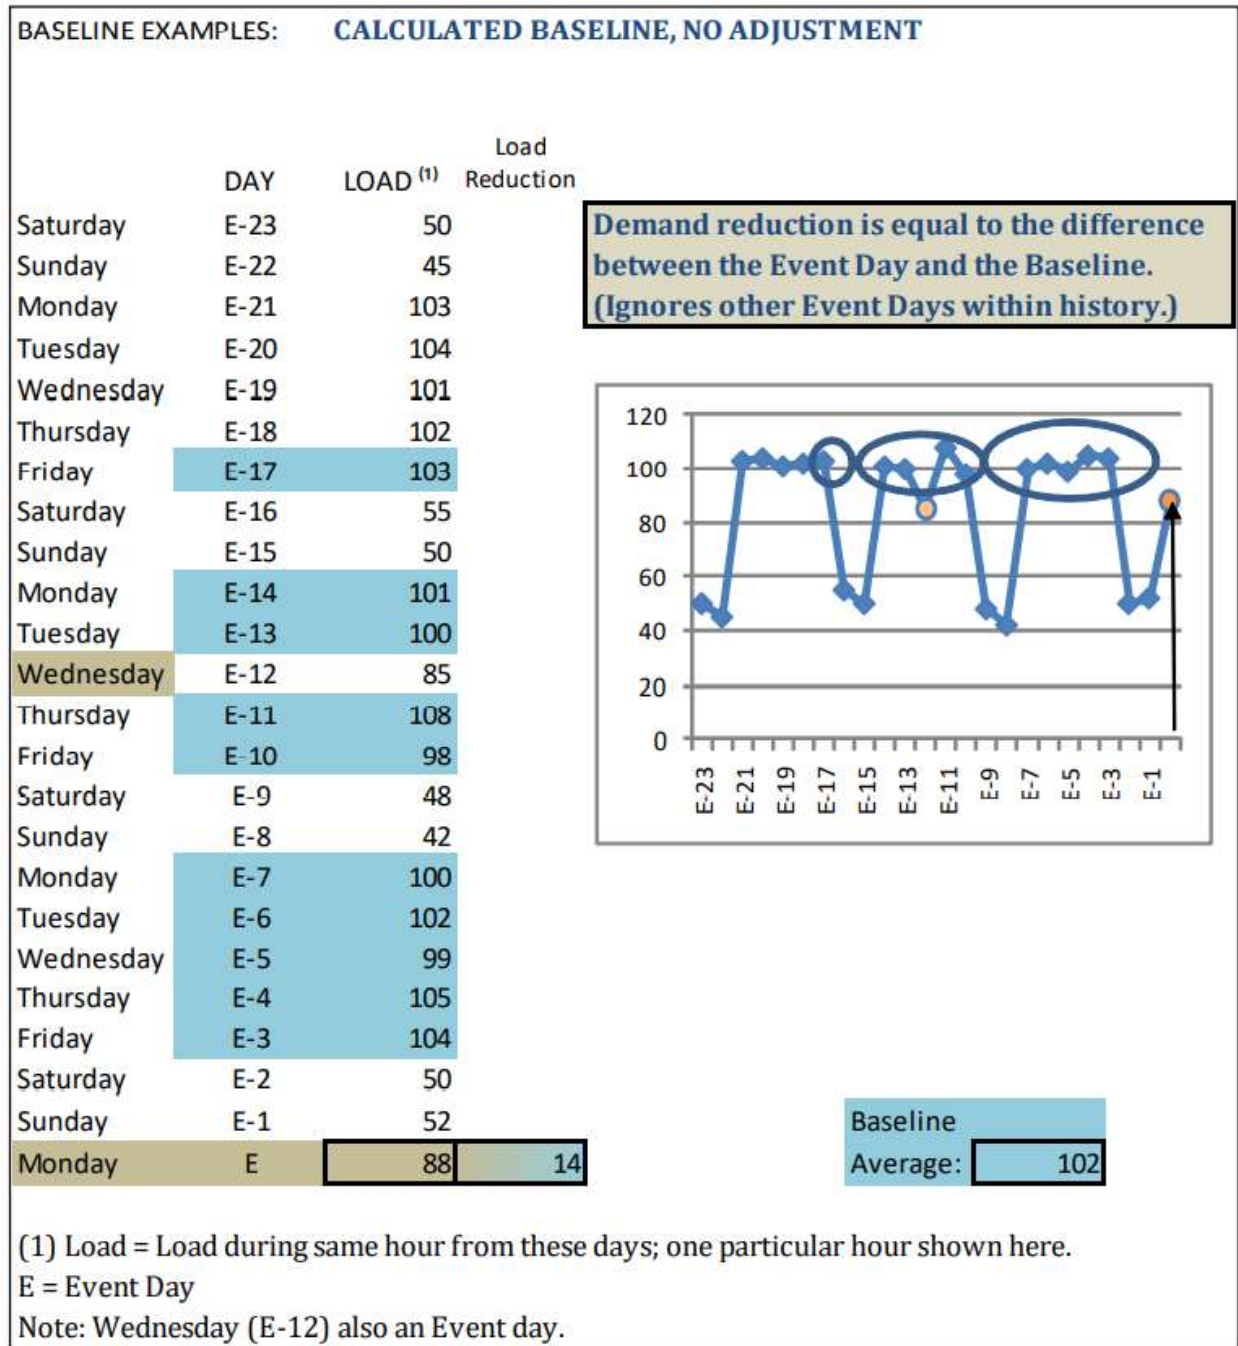 BASELINE EXAMPLES: CALCULATED BASELINE, NO ADJUSTMENT
Load
DAY LOAD (1) Reduction
Saturday E-23 50
Sunday E-22 45
Monday E-21 103
Tuesday E-20 104
Wednesday E-19 101
Thursday E-18 102
Friday E-17 103
Saturday E-16 55
Sunday E-15 50
Monday E-14 101
Tuesday E-13 100
Wednesday E-12 85
Thursday E-11 108
Friday E-10 98
Saturday E-9 48
Sunday E-8 42
Monday E-7 100
Tuesday E-6 102
Wednesday E-5 99
Thursday E-4 105
Friday E-3 104
Saturday E-2 50
Sunday E-1 52
Monday E 88 14
Demand reduction is equal to the difference
between the Event Day and the Baseline.
(Ignores other Event Days within history.)
120
100
80
60
40
20
0
E-23 E-21 E-19 E-17 E-15 E-13 E-11 E-9 E-7 E-5 E-3 E-1
Baseline
Average: 102
(1) Load = Load during same hour from these days; one particular hour shown here.
E = Event Day
Note: Wednesday (E-12) also an Event day.